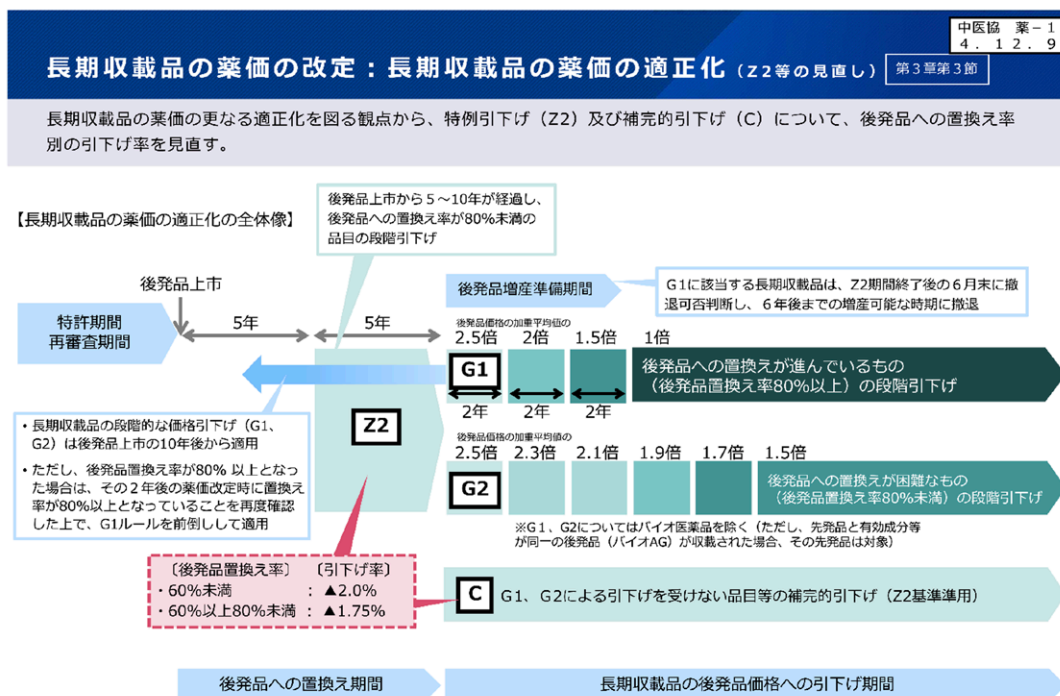 中医協 薬－１
４．１２．９
長期収載品の薬価の改定：長期収載品の薬価の適正化（Z2等の見直し）
第３章第３節
長期収載品の薬価の更なる適正化を図る観点から、特例引下げ（Z2）及び補完的引下げ（C）について、後発品への置換え率
別の引下げ率を見直す。
【長期収載品の薬価の適正化の全体像】
後発品上市から５～10年が経過し、
後発品への置換え率が80%未満の
品目の段階引下げ
後発品上市
特許期間
再審査期間
5年
5年
後発品増産準備期間
G1に該当する長期収載品は、Z2期間終了後の６月末に撤
退可否判断し、６年後までの増産可能な時期に撤退
後発品価格の加重平均値の
2.5倍 2倍 1.5倍 1倍
G1
後発品への置換えが進んでいるもの
（後発品置換え率80%以上）の段階引下げ
2年 2年 2年
Z2
・長期収載品の段階的な価格引下げ（G1、
G2）は後発品上市の10年後から適用
・ただし、後発品置換え率が80% 以上となっ
た場合は、その２年後の薬価改定時に置換え
率が80%以上となっていることを再度確認
した上で、G1ルールを前倒しして適用
後発品価格の加重平均値の
2.5倍 2.3倍 2.1倍 1.9倍 1.7倍 1.5倍
G2
後発品への置換えが困難なもの
（後発品置換え率80%未満）の段階引下げ
※G１、G2についてはバイオ医薬品を除く（ただし、先発品と有効成分等
が同一の後発品（バイオAG）が収載された場合、その先発品は対象）
〔後発品置換え率〕 〔引下げ率〕
・60%未満 ：▲2.0%
・60%以上80%未満 ：▲1.75%
C
G１、G２による引下げを受けない品目等の補完的引下げ（Z2基準準用）
後発品への置換え期間
長期収載品の後発品価格への引下げ期間